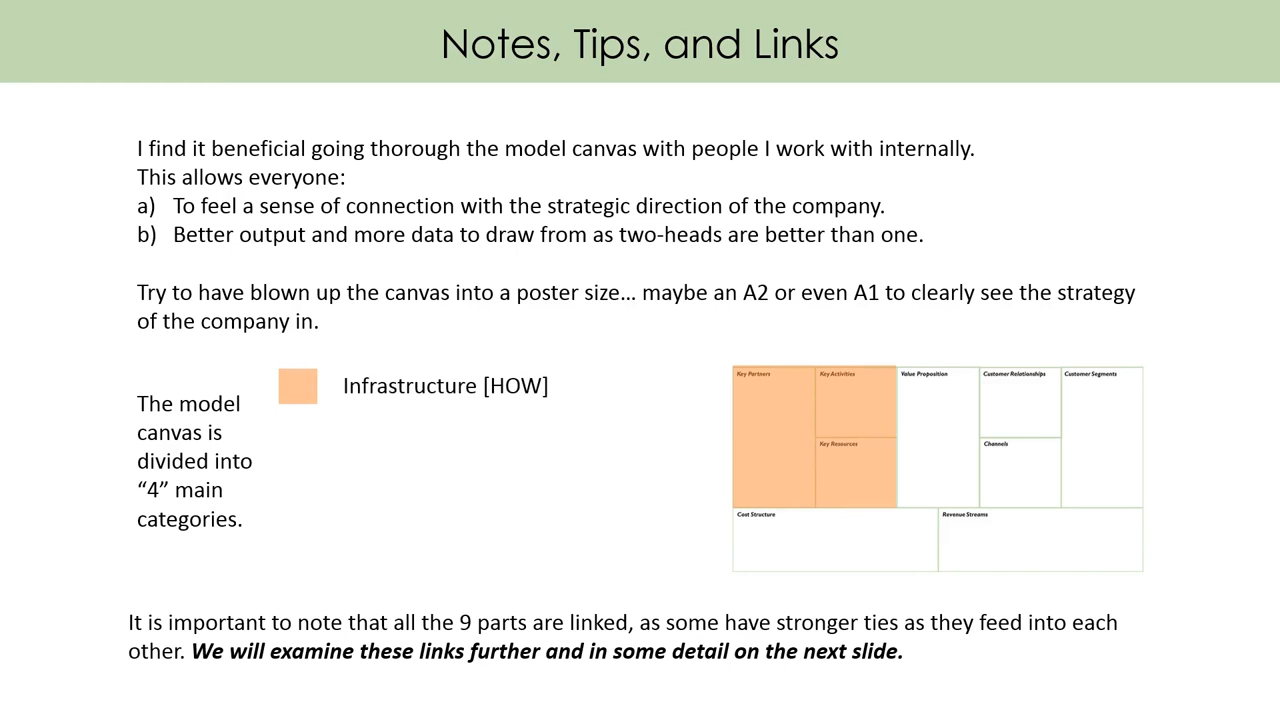 Notes, Tips, and Links
I find it beneficial going thorough the model canvas with people I work with internally.
This allows everyone:
a) To feel a sense of connection with the strategic direction of the company.
b) Better output and more data to draw from as two-heads are better than one.
Try to have blown up the canvas into a poster size... maybe an A2 or even A1 to clearly see the strategy
of the company in.
The model
canvas is
divided into
“4” main
categories.
Infrastructure [HOW]
Key Partners
Key Activities
Value Proposition
Customer Relationships
Customer Segments
Key Resources
Channels
Cost Structure
Revenue Streams
It is important to note that all the 9 parts are linked, as some have stronger ties as they feed into each
other. We will examine these links further and in some detail on the next slide.